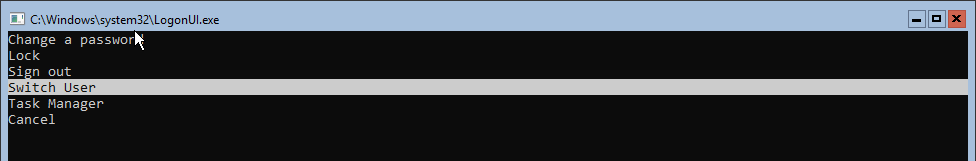 C:\Windows\system32\LogonUI.exe
Change a password
Lock
Sign out
Switch User
Task Manager
Cancel